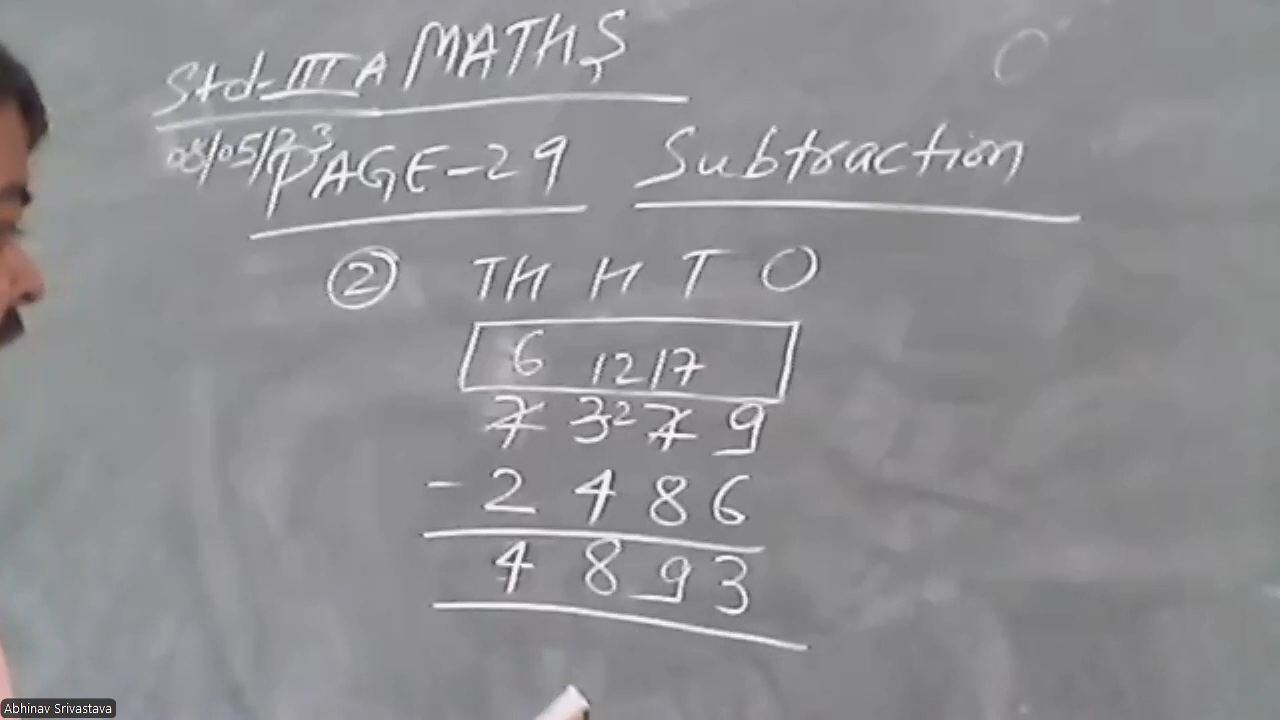 Std-III A MATHS
08/05/23 PAGE-29 Subtraction
② TH H T O
6 12 17
7 3 2 7 9
- 2 4 8 6
4 8 9 3
Abhinav Srivastava